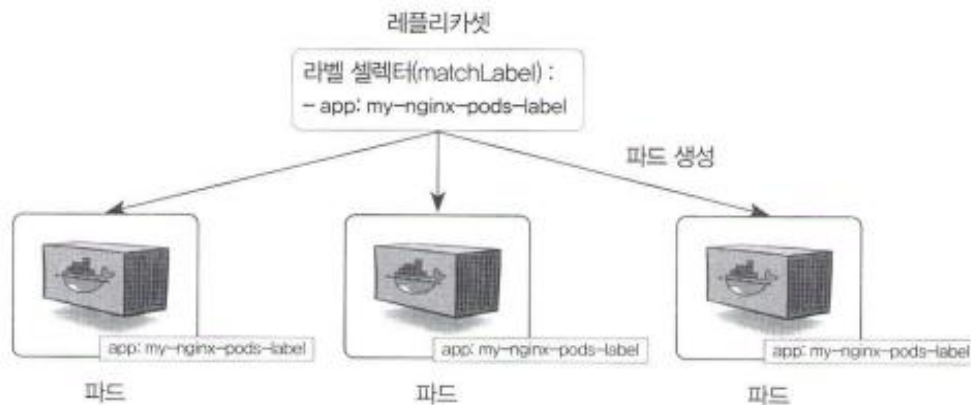 레플리카셋
라벨 셀렉터(matchLabel) :
- app: my-nginx-pods-label
파드 생성
app: my-nginx-pods-label
app: my-nginx-pods-label
app: my-nginx-pods-label
파드
파드
파드